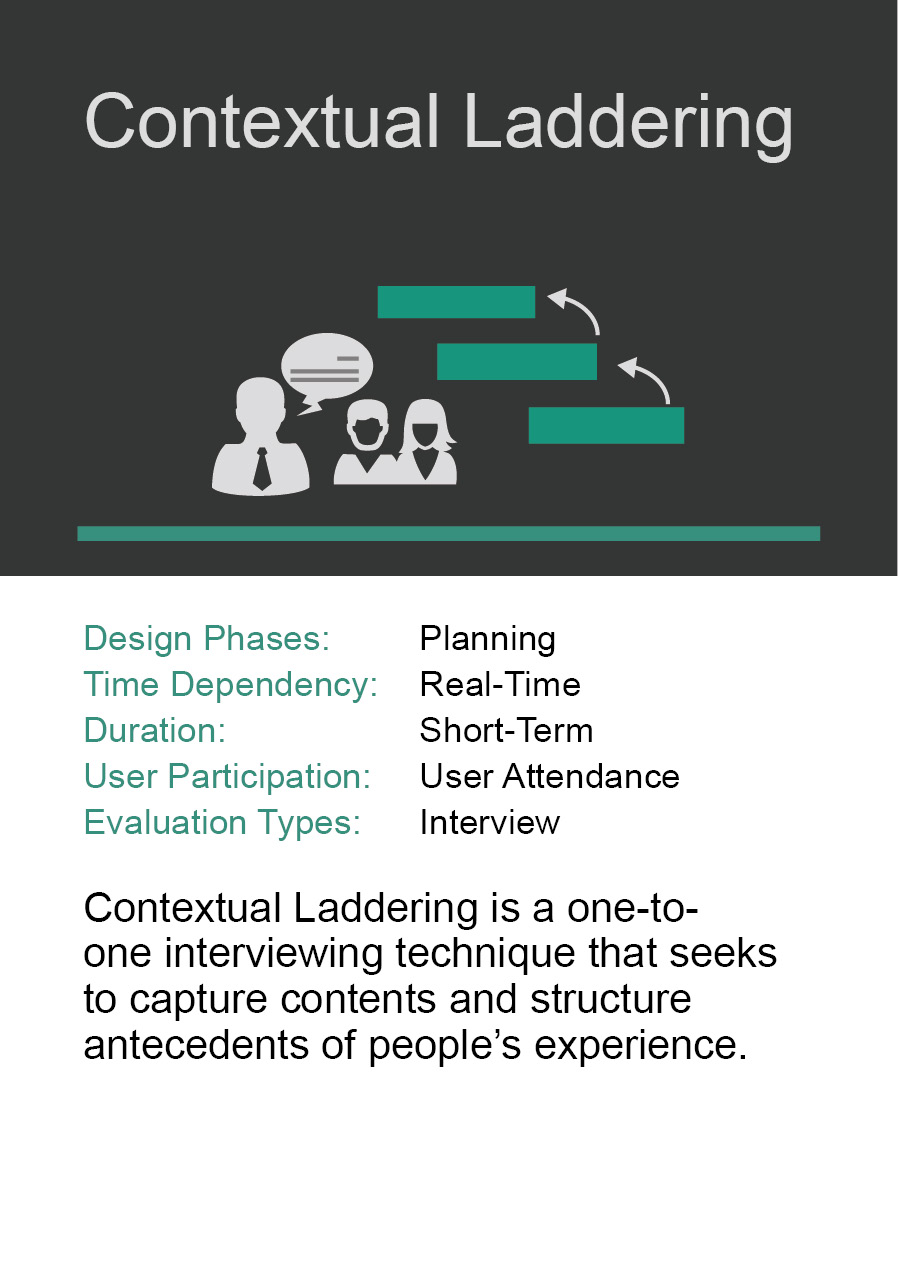 Contextual Laddering
Design Phases: Planning
Time Dependency: Real-Time
Duration: Short-Term
User Participation: User Attendance
Evaluation Types: Interview
Contextual Laddering is a one-to-
one interviewing technique that seeks
to capture contents and structure
antecedents of people’s experience.